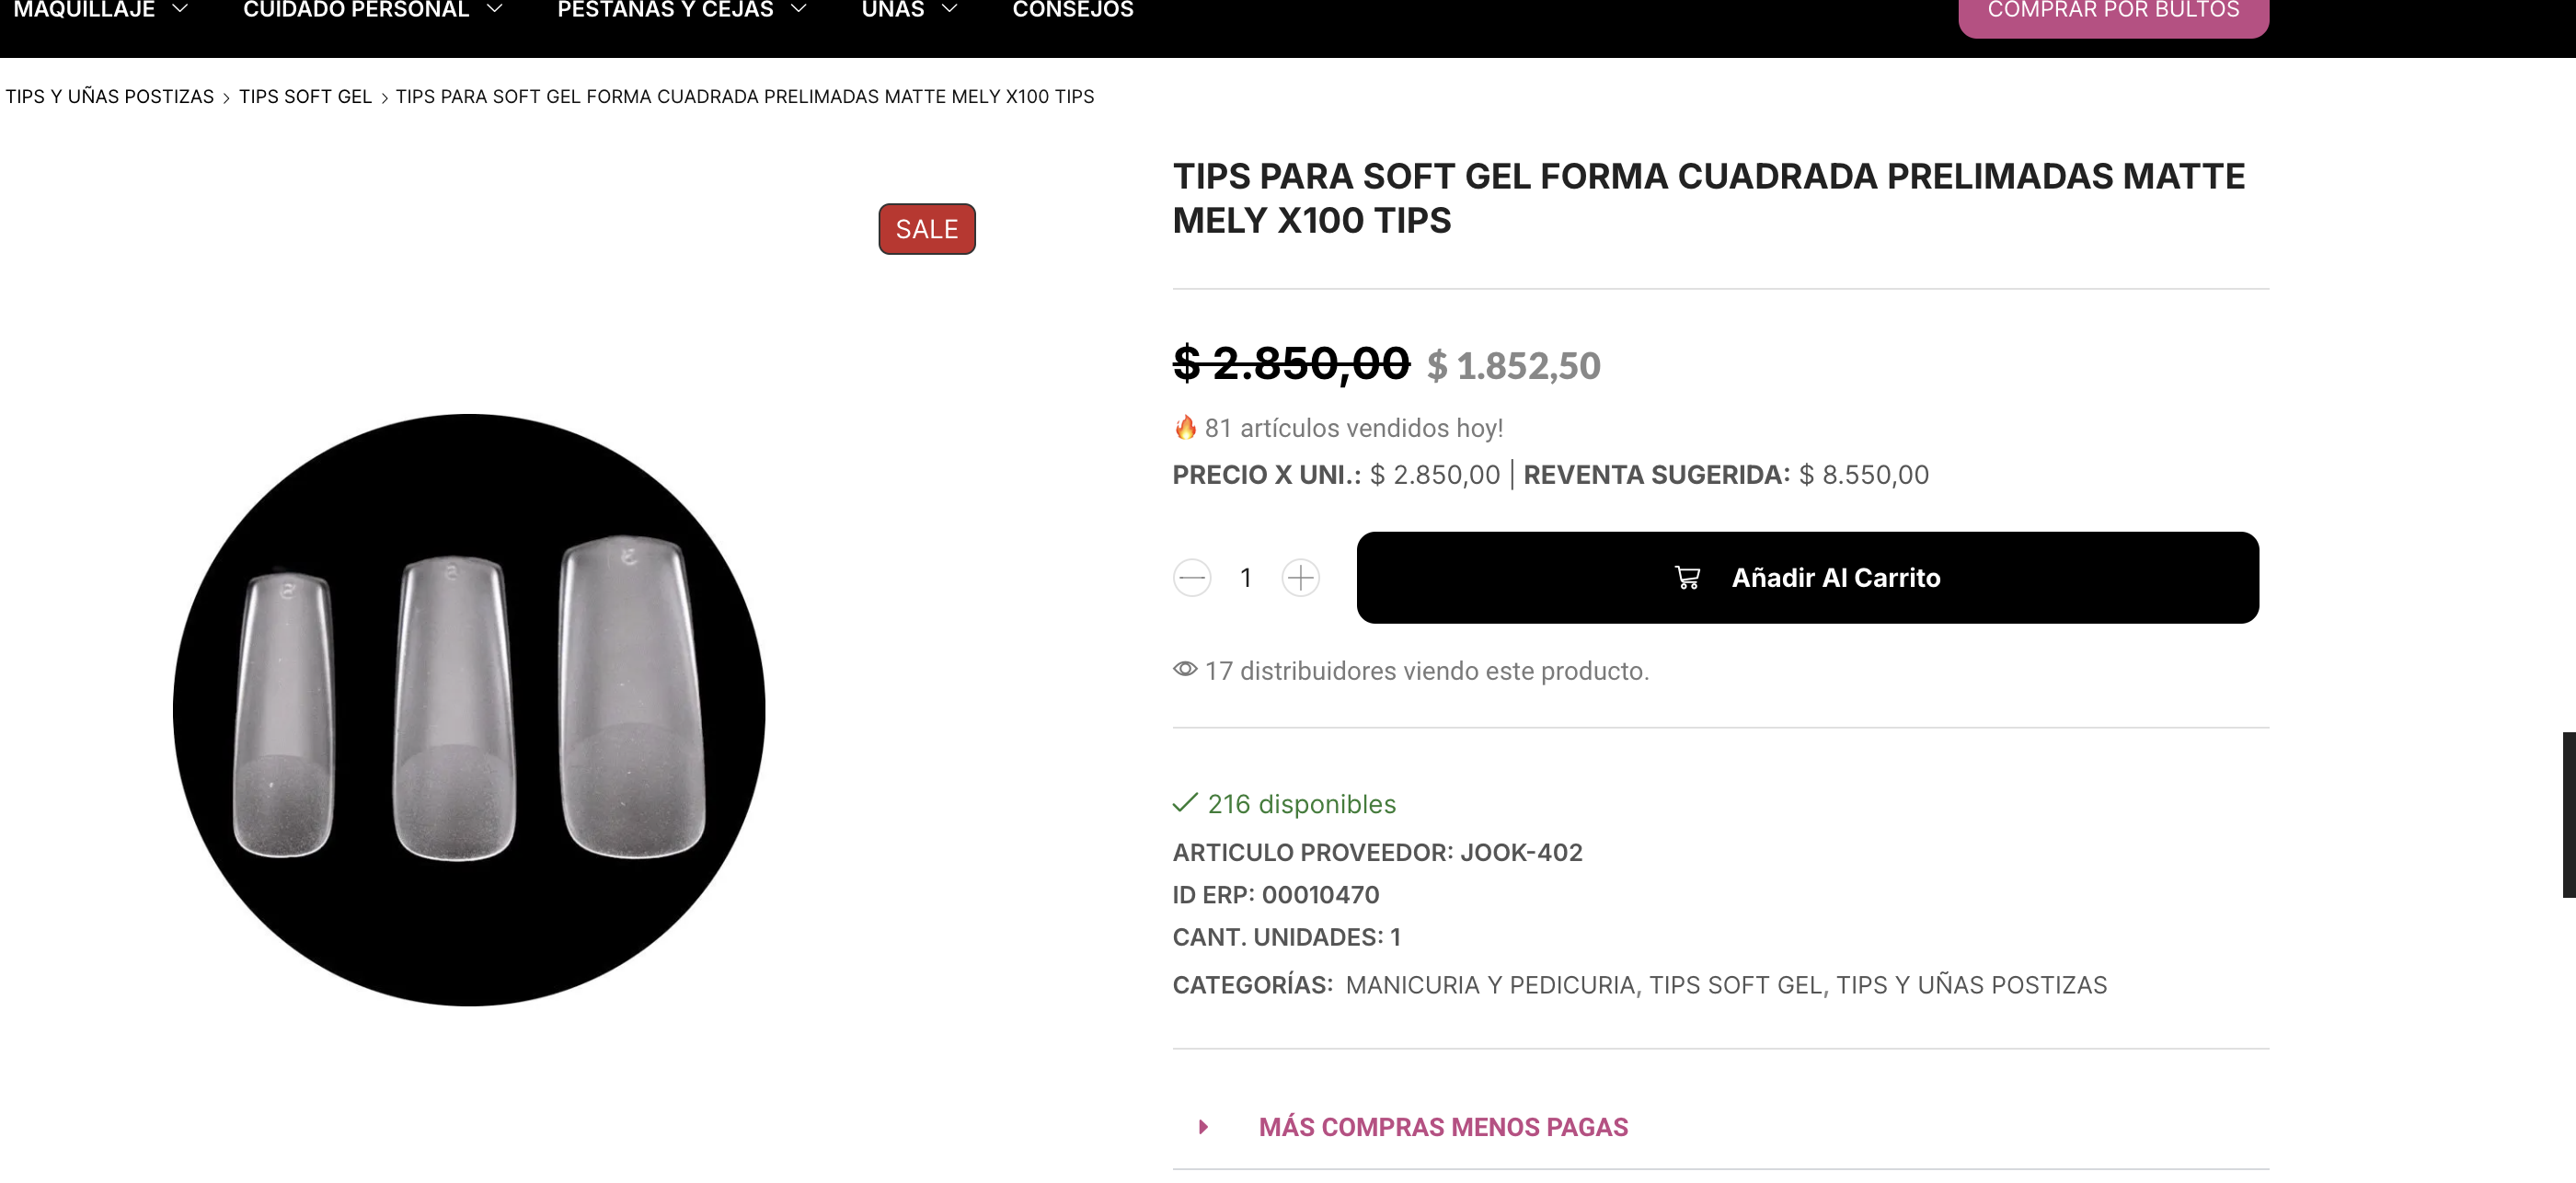 MAQUILLAJE CUIDADO PERSONAL PESTAÑAS Y CEJAS UÑAS CONSEJOS COMPRAR POR BULTOS
TIPS Y UÑAS POSTIZAS > TIPS SOFT GEL > TIPS PARA SOFT GEL FORMA CUADRADA PRELIMADAS MATTE MELY X100 TIPS
SALE
TIPS PARA SOFT GEL FORMA CUADRADA PRELIMADAS MATTE
MELY X100 TIPS
$ 2.850,00 $ 1.852,50
🔥 81 artículos vendidos hoy!
PRECIO X UNI.: $ 2.850,00 | REVENTA SUGERIDA: $ 8.550,00
1 Añadir Al Carrito
17 distribuidores viendo este producto.
216 disponibles
ARTICULO PROVEEDOR: JOOK-402
ID ERP: 00010470
CANT. UNIDADES: 1
CATEGORÍAS: MANICURIA Y PEDICURIA, TIPS SOFT GEL, TIPS Y UÑAS POSTIZAS
MÁS COMPRAS MENOS PAGAS